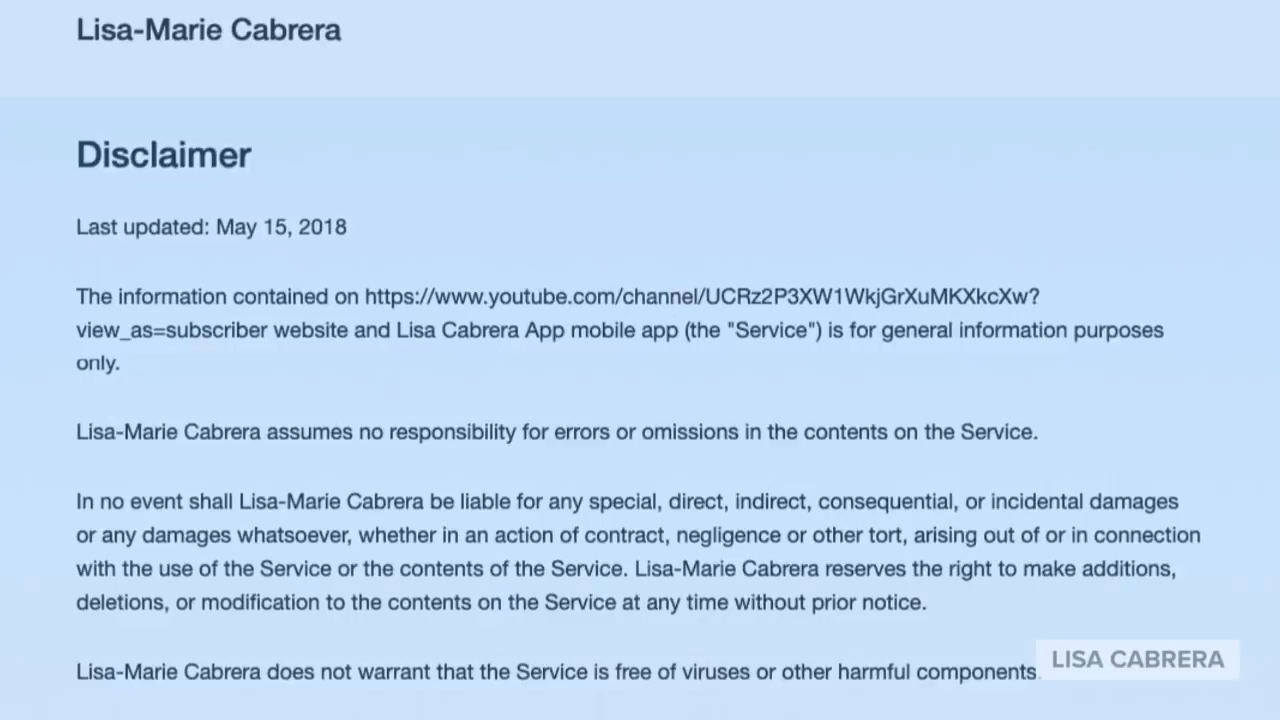 Lisa-Marie Cabrera
Disclaimer
Last updated: May 15, 2018
The information contained on https://www.youtube.com/channel/UCRz2P3XW1WkjGrXuMKXkcXw?
view_as=subscriber website and Lisa Cabrera App mobile app (the "Service") is for general information purposes
only.
Lisa-Marie Cabrera assumes no responsibility for errors or omissions in the contents on the Service.
In no event shall Lisa-Marie Cabrera be liable for any special, direct, indirect, consequential, or incidental damages
or any damages whatsoever, whether in an action of contract, negligence or other tort, arising out of or in connection
with the use of the Service or the contents of the Service. Lisa-Marie Cabrera reserves the right to make additions,
deletions, or modification to the contents on the Service at any time without prior notice.
Lisa-Marie Cabrera does not warrant that the Service is free of viruses or other harmful components.
LISA CABRERA